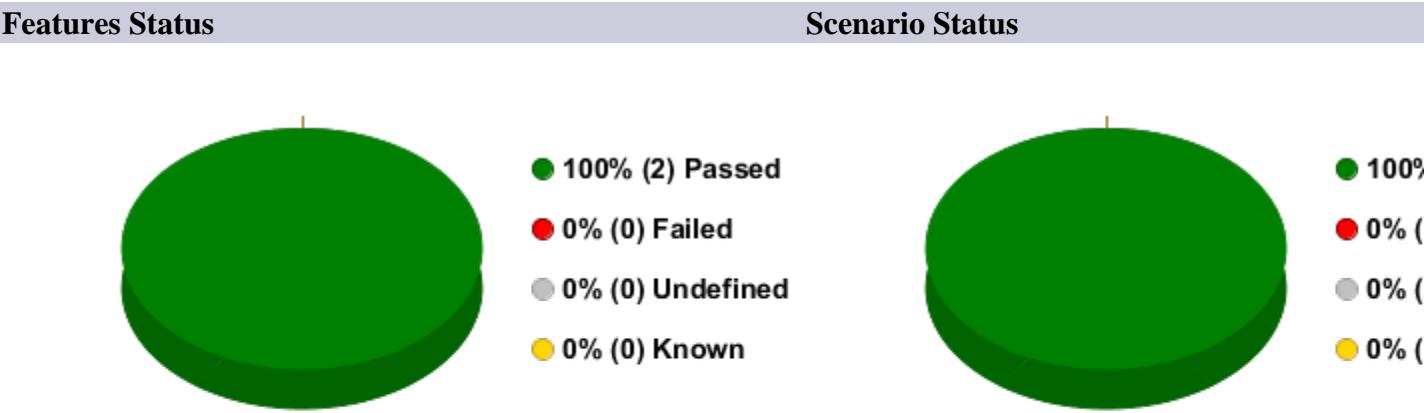 Features Status
Scenario Status
100% (2) Passed
0% (0) Failed
0% (0) Undefined
0% (0) Known
100%
0% (
0% (
0% (